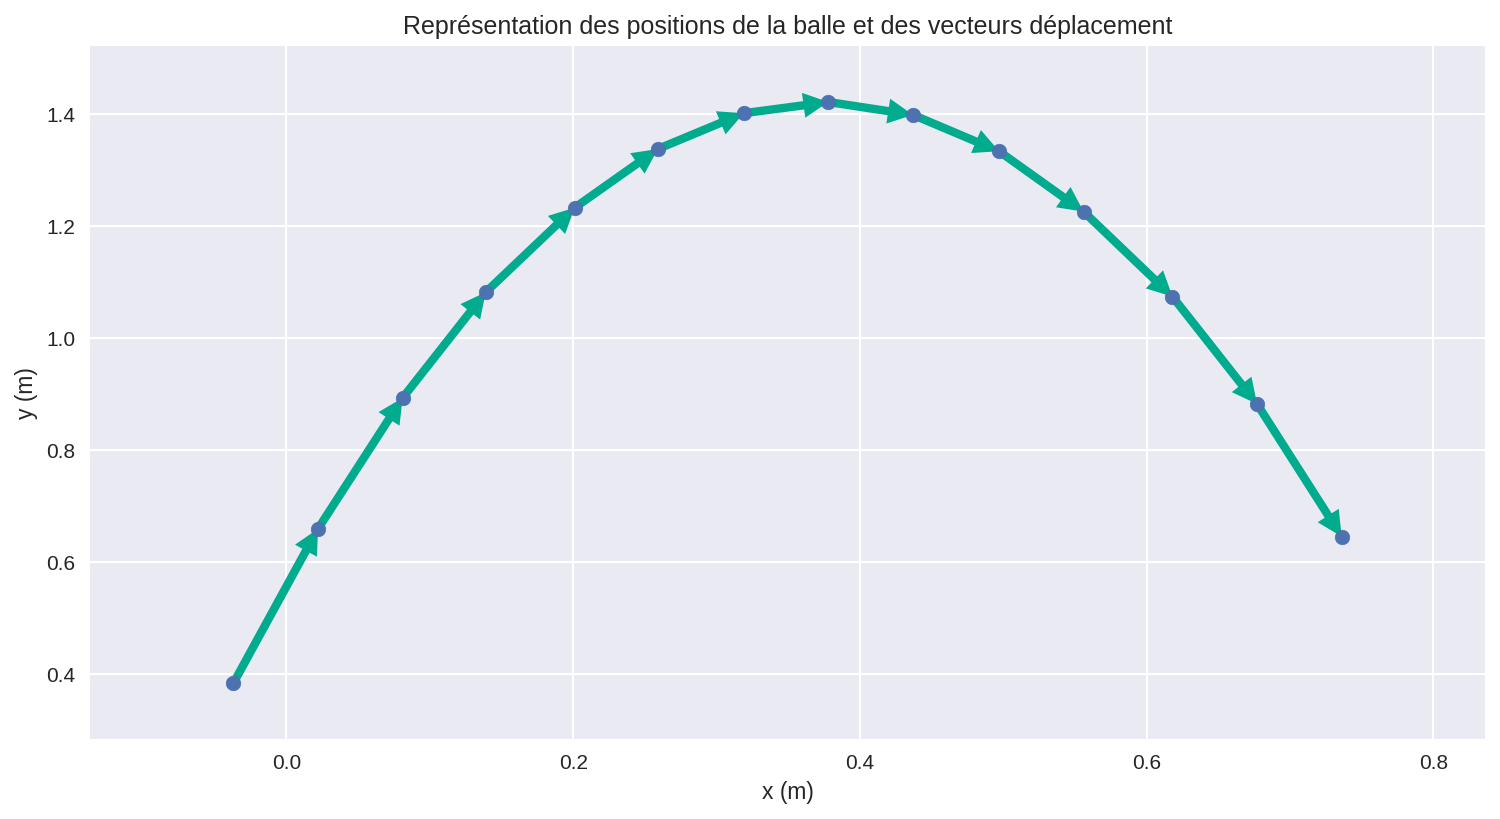 Représentation des positions de la balle et des vecteurs déplacement
1.4
1.2
1.0
0.8
0.6
0.4
y (m)
0.0 0.2 0.4 0.6 0.8
x (m)